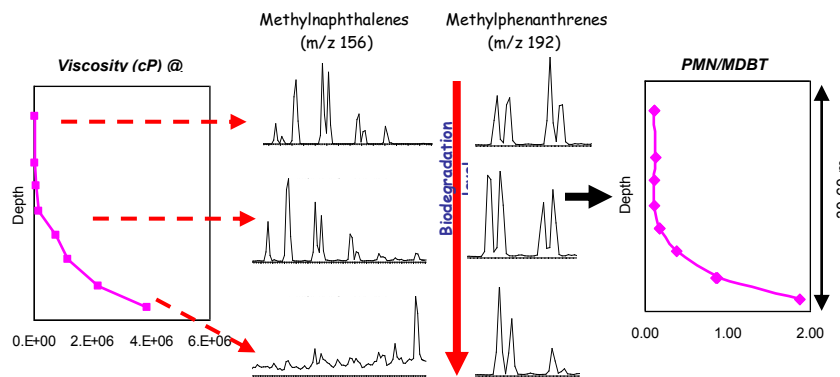 Methylnaphthalenes
(m/z 156)
Methylphenanthrenes
(m/z 192)
Viscosity (cP) @
PMN/MDBT
Depth
0.E+00 2.E+06 4.E+06 6.E+06
Biodegradation
Depth
0.00 1.00 2.00